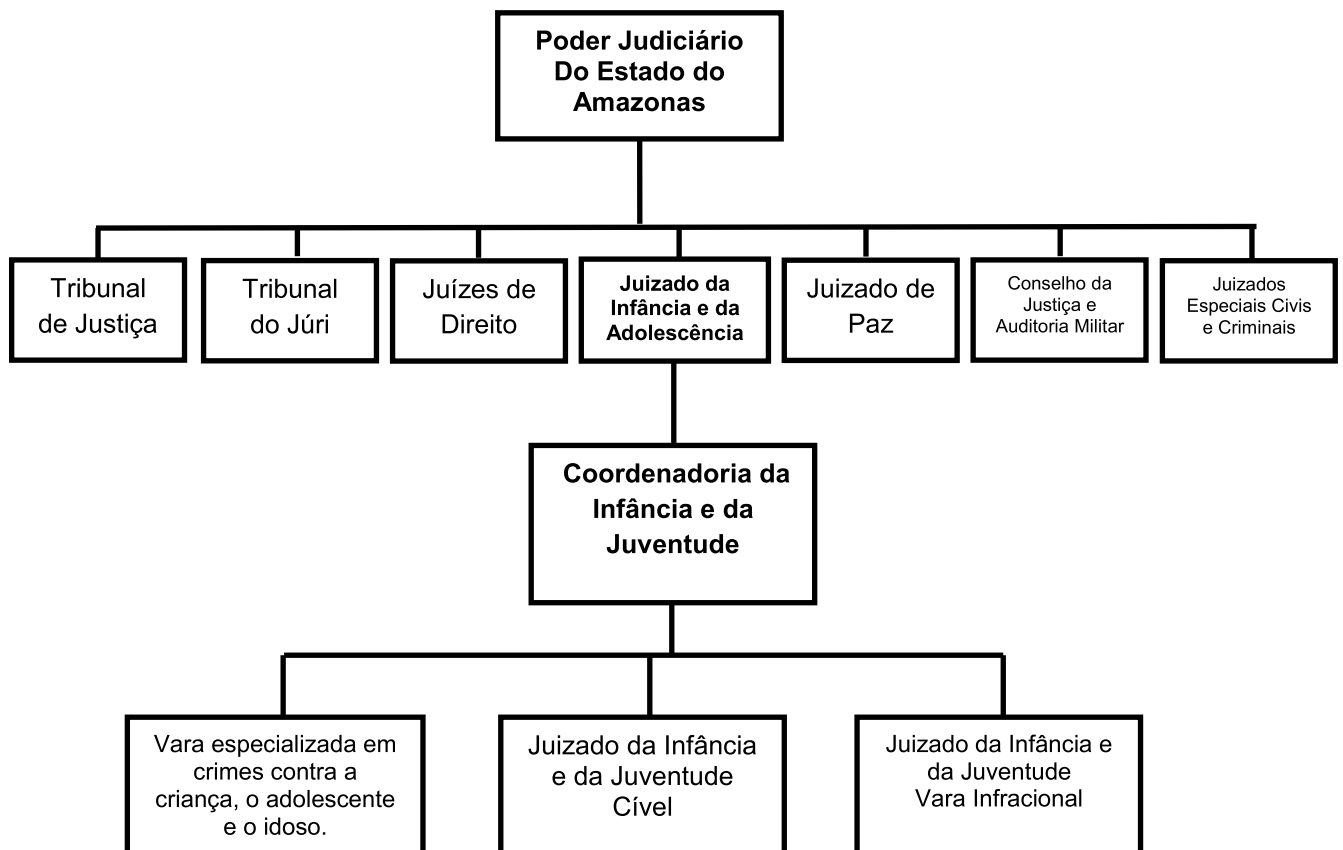 Poder Judiciário
Do Estado do
Amazonas
Tribunal
de Justiça
Tribunal
do Júri
Juízes de
Direito
Juizado da
Infância e da
Adolescência
Juizado de
Paz
Conselho da
Justiça e
Auditoria Militar
Juizados
Especiais Civis
e Criminais
Coordenadoria da
Infância e da
Juventude
Vara especializada em
crimes contra a
criança, o adolescente
e o idoso.
Juizado da Infância
e da Juventude
Cível
Juizado da Infância e
da Juventude
Vara Infracional